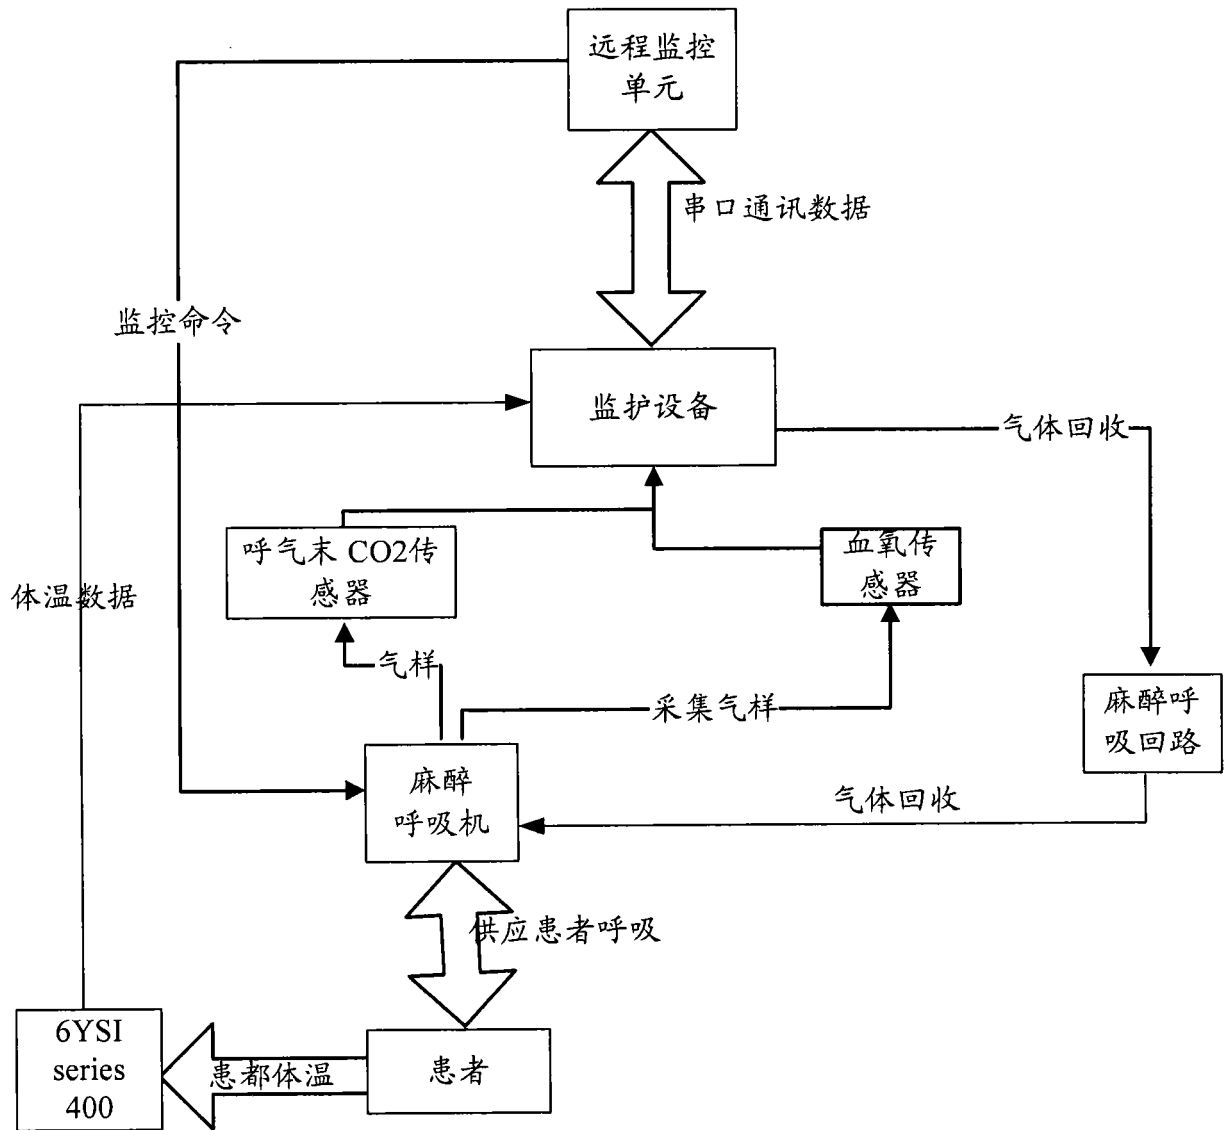 远程监控
单元
串口通讯数据
监控命令
监护设备
气体回收
呼气末 CO2传
感器
血氧传
感器
体温数据
气样
采集气样
麻醉呼
吸回路
麻醉
呼吸机
气体回收
供应患者呼吸
6YSI
series
400
患都体温
患者